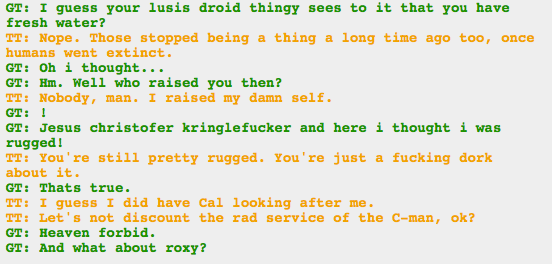 GT: I guess your lusis droid thingy sees to it that you have
fresh water?
TT: Nope. Those stopped being a thing a long time ago too, once
humans went extinct.
GT: Oh i thought...
GT: Hm. Well who raised you then?
TT: Nobody, man. I raised my damn self.
GT: !
GT: Jesus christofer kringlefucker and here i thought i was
rugged!
TT: You're still pretty rugged. You're just a fucking dork
about it.
GT: Thats true.
TT: I guess I did have Cal looking after me.
TT: Let's not discount the rad service of the C-man, ok?
GT: Heaven forbid.
GT: And what about roxy?